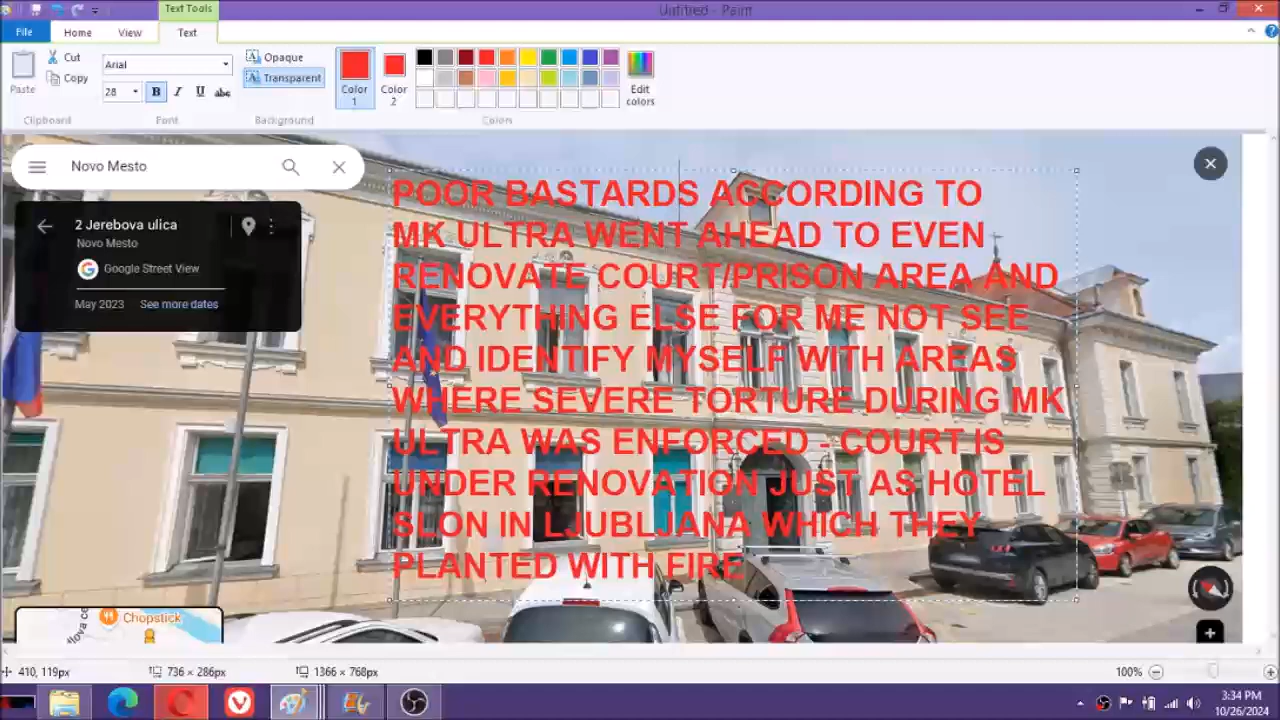 Text Tools
Untitled - Paint
File
Home
View
Text
Paste
Cut
Copy
Clipboard
Arial
28
B
I
U
abc
Font
Opaque
Transparent
Background
Color
1
Color
2
Edit
colors
Colors
Novo Mesto
2 Jerebova ulica
Novo Mesto
Google Street View
May 2023
See more dates
POOR BASTARDS ACCORDING TO
MK ULTRA WENT AHEAD TO EVEN
RENOVATE COURT/PRISON AREA AND
EVERYTHING ELSE FOR ME NOT SEE
AND IDENTIFY MYSELF WITH AREAS
WHERE SEVERE TORTURE DURING MK
ULTRA WAS ENFORCED - COURT IS
UNDER RENOVATION JUST AS HOTEL
SLON IN LJUBLJANA WHICH THEY
PLANTED WITH FIRE
Chopstick
410, 119px
736 × 286px
1366 × 768px
100%
3:34 PM
10/26/2024